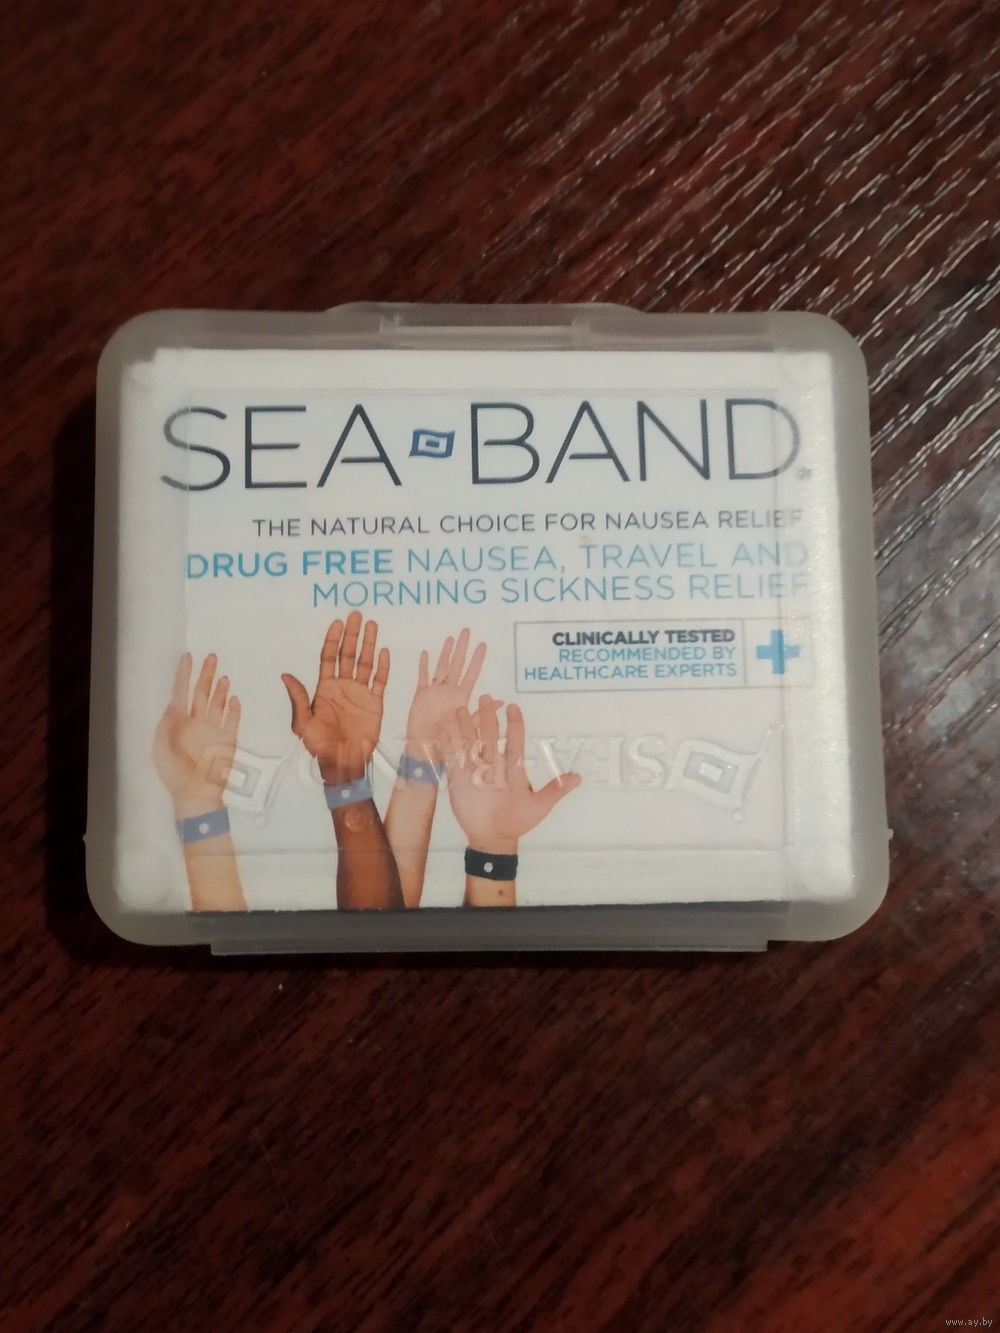 SEA-BAND®
THE NATURAL CHOICE FOR NAUSEA RELIEF
DRUG FREE NAUSEA, TRAVEL AND
MORNING SICKNESS RELIEF
CLINICALLY TESTED
RECOMMENDED BY
HEALTHCARE EXPERTS
SEA-BAND
www.ay.by